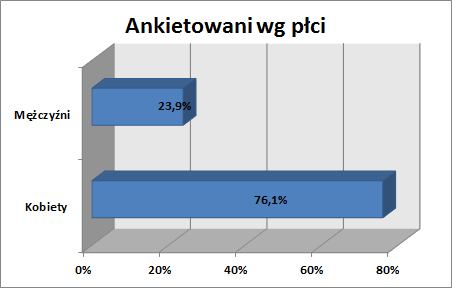 Ankietowani wg płci
Mężczyźni
23,9%
Kobiety
76,1%
0% 20% 40% 60% 80%